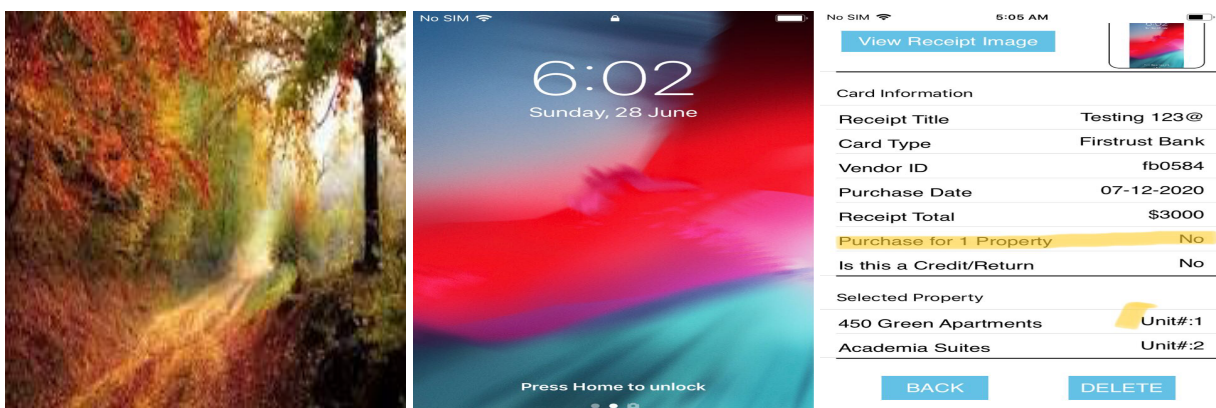 No SIM
6:02
Sunday, 28 June
Press Home to unlock
No SIM 5:05 AM
View Receipt Image
Card Information
Receipt Title Testing 123@
Card Type Firstrust Bank
Vendor ID fb0584
Purchase Date 07-12-2020
Receipt Total $3000
Purchase for 1 Property No
Is this a Credit/Return No
Selected Property
450 Green Apartments Unit#:1
Academia Suites Unit#:2
BACK DELETE